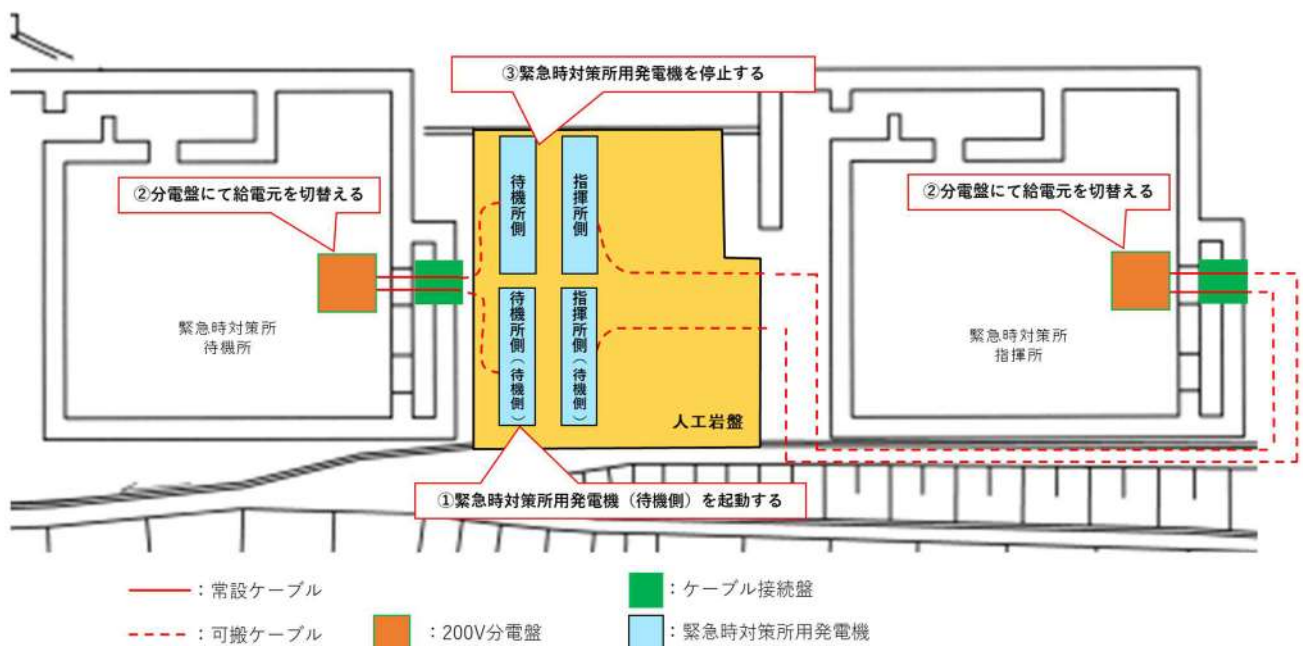 ③緊急時対策所用発電機を停止する
②分電盤にて給電元を切替える
②分電盤にて給電元を切替える
待機所側
指揮所側
待機所側(待機側)
指揮所側(待機側)
緊急時対策所
待機所
緊急時対策所
指揮所
人工岩盤
①緊急時対策所用発電機（待機側）を起動する
：常設ケーブル
：ケーブル接続盤
：可搬ケーブル
：200V分電盤
：緊急時対策所用発電機